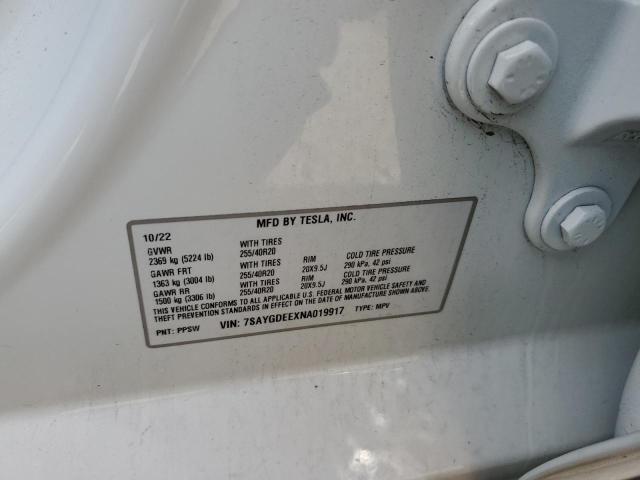 MFD BY TESLA, INC.
10/22
GVWR WITH TIRES
2369 kg (5224 lb) 255/40R20 RIM COLD TIRE PRESSURE
GAWR FRT WITH TIRES 20X9.5J 290 kPa, 42 psi
1363 kg (3004 lb) 255/40R20 RIM COLD TIRE PRESSURE
GAWR RR WITH TIRES 20X9.5J 290 kPa, 42 psi
1500 kg (3306 lb) 255/40R20
THIS VEHICLE CONFORMS TO ALL APPLICABLE U.S. FEDERAL MOTOR VEHICLE SAFETY AND
THEFT PREVENTION STANDARDS IN EFFECT ON THE DATE OF MANUFACTURE SHOWN ABOVE.
PNT: PPSW VIN: 7SAYGDEEXNA019917 TYPE: MPV